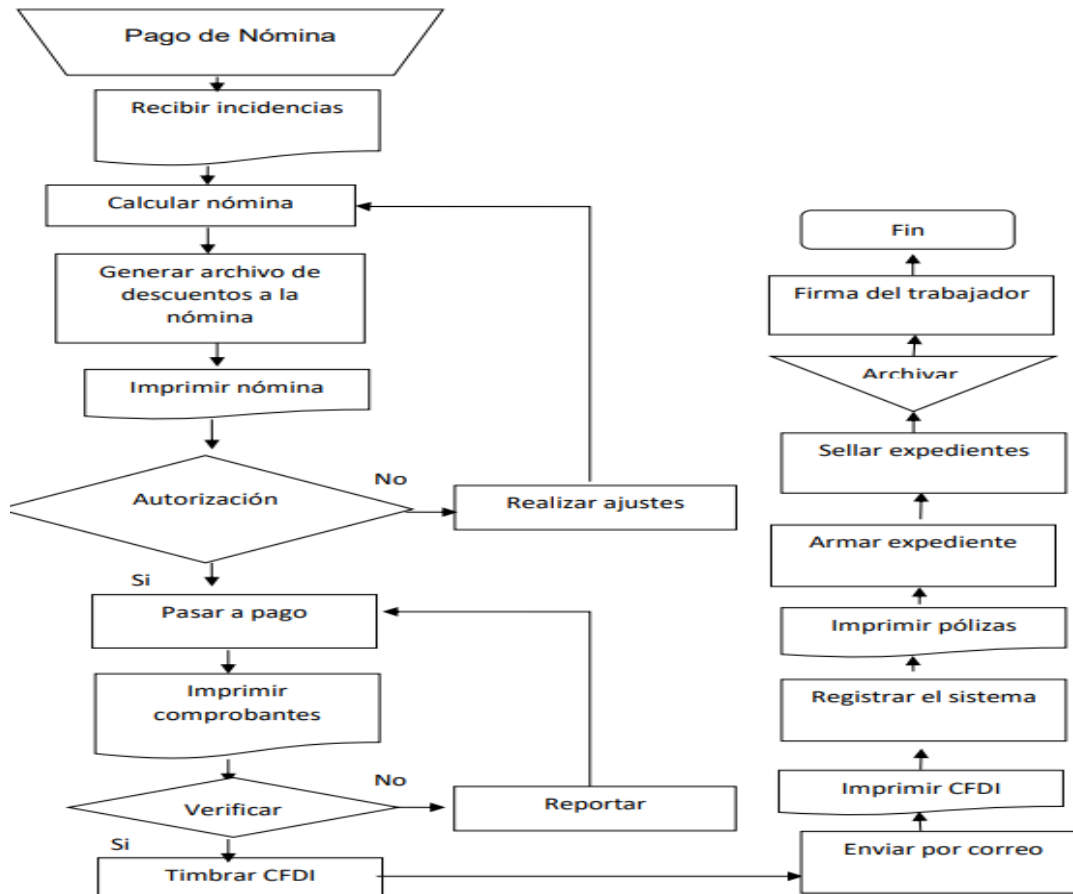 Pago de Nómina
Recibir incidencias
Calcular nómina
Generar archivo de
descuentos a la
nómina
Imprimir nómina
Autorización
No
Realizar ajustes
Si
Pasar a pago
Imprimir
comprobantes
Verificar
No
Reportar
Si
Timbrar CFDI
Enviar por correo
Imprimir CFDI
Registrar el sistema
Imprimir pólizas
Armar expediente
Sellar expedientes
Archivar
Firma del trabajador
Fin